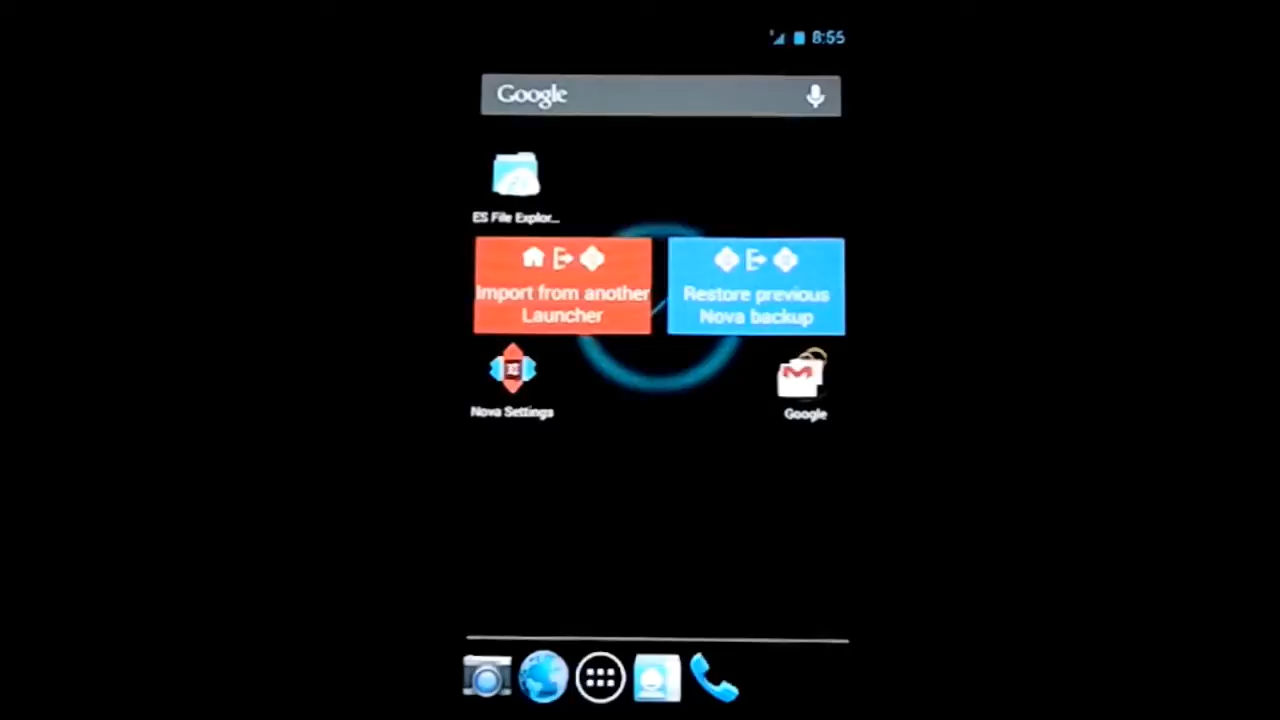 8:55
Google
ES File Explor...
Import from another
Launcher
Restore previous
Nova backup
Nova Settings
Google